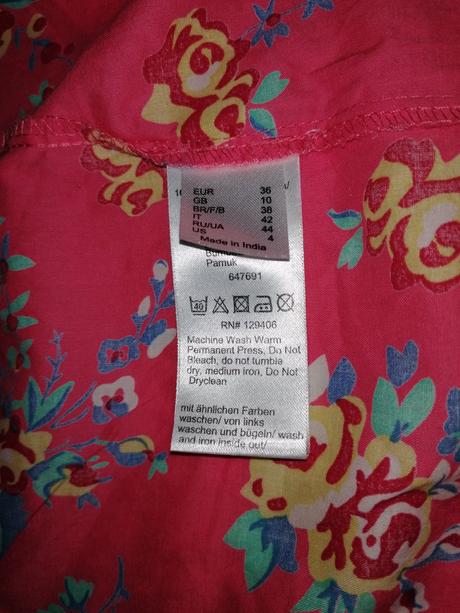 EUR 36
GB 10
BR/F/B 38
IT 42
RU/UA 44
US 4
Made in India
Pamuk
647691
40
RN# 129406
Machine Wash Warm
Permanent Press, Do Not
Bleach, do not tumble
dry, medium iron, Do Not
Dryclean
mit ähnlichen Farben
waschen/ von links
waschen und bügeln/ wash
and iron inside out/